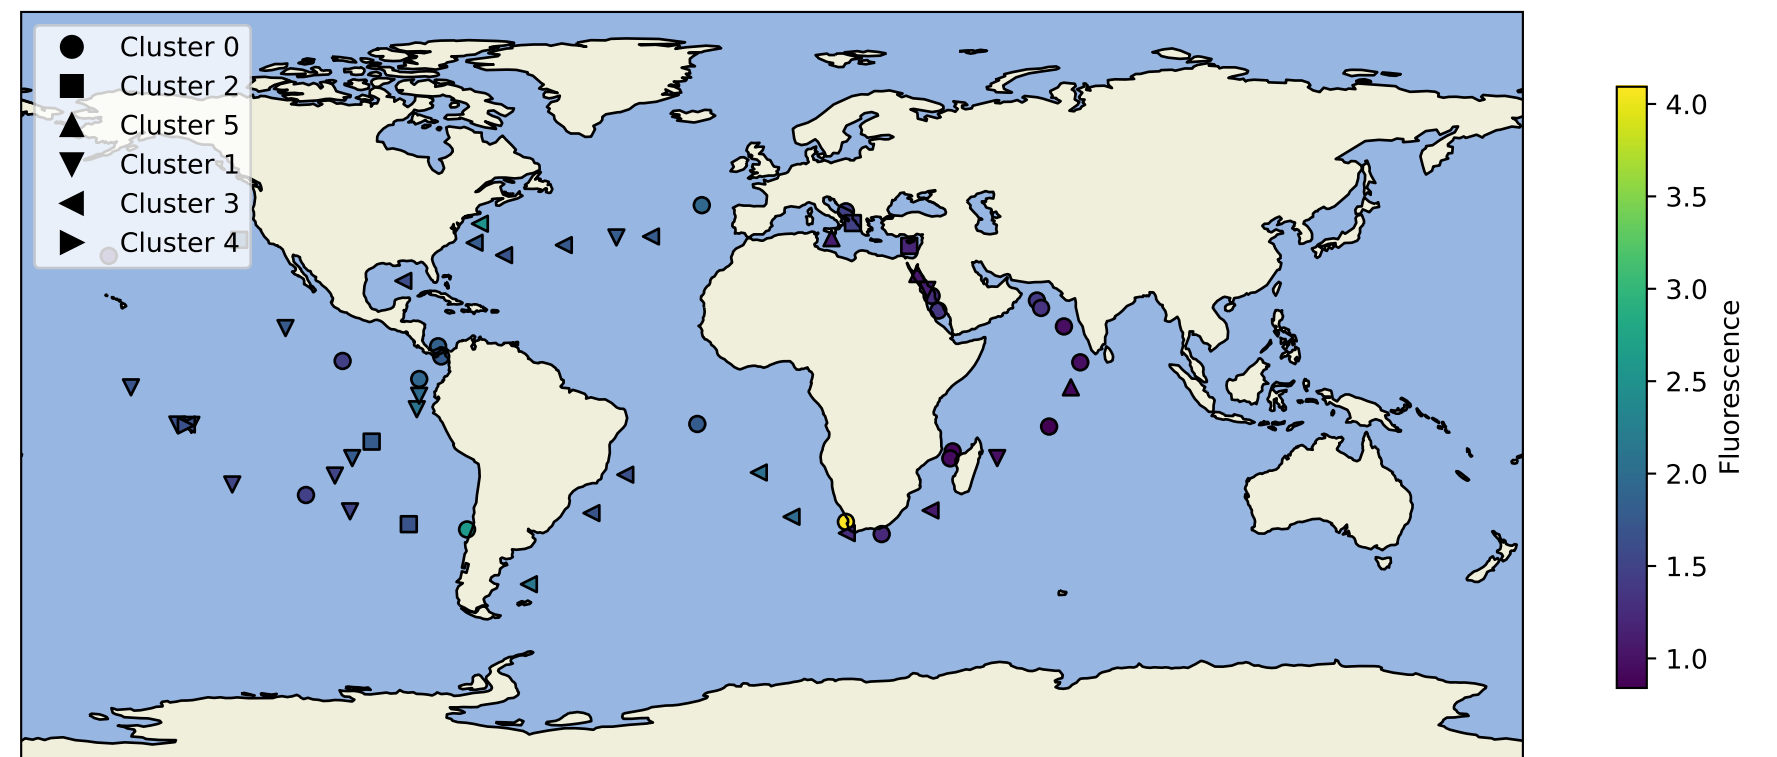 Cluster 0
Cluster 2
Cluster 5
Cluster 1
Cluster 3
Cluster 4
4.0
3.5
3.0
2.5
2.0
1.5
1.0
Fluorescence